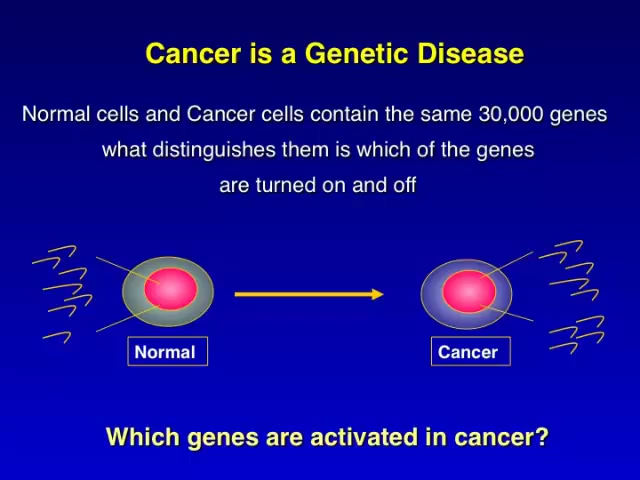 Cancer is a Genetic Disease
Normal cells and Cancer cells contain the same 30,000 genes
what distinguishes them is which of the genes
are turned on and off
Normal
Cancer
Which genes are activated in cancer?